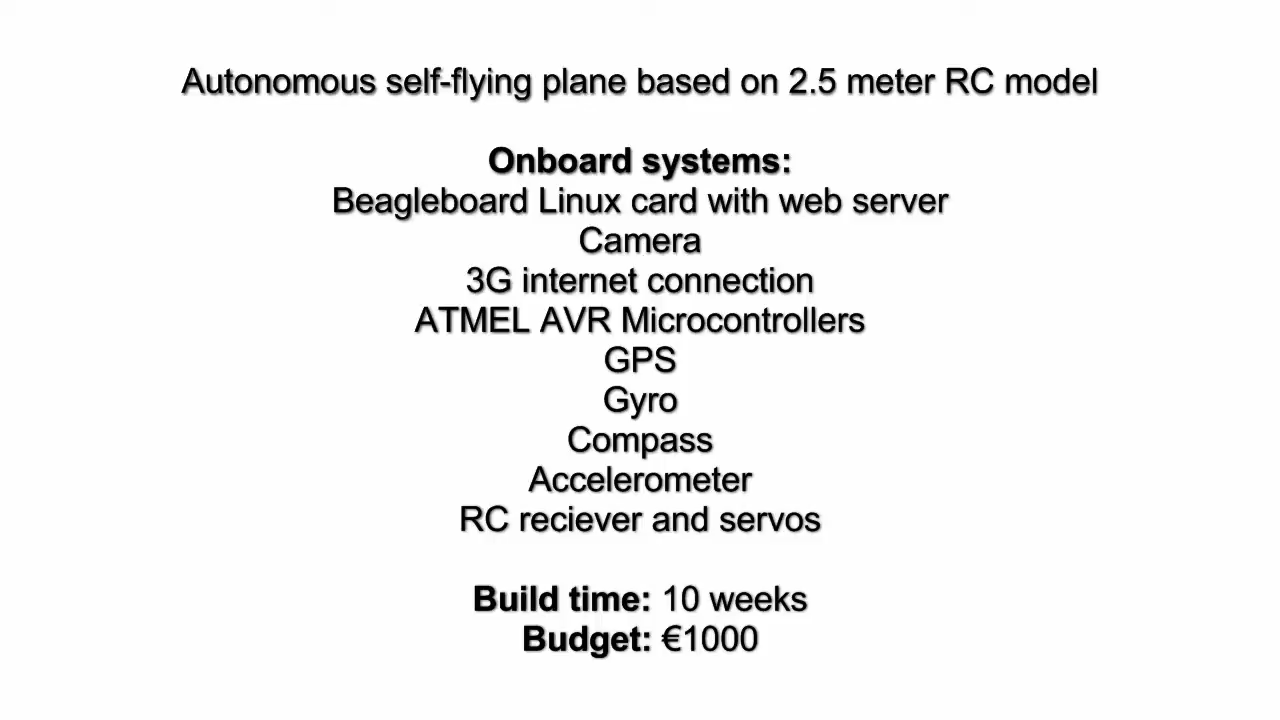 Autonomous self-flying plane based on 2.5 meter RC model
Onboard systems:
Beagleboard Linux card with web server
Camera
3G internet connection
ATMEL AVR Microcontrollers
GPS
Gyro
Compass
Accelerometer
RC reciever and servos
Build time: 10 weeks
Budget: €1000